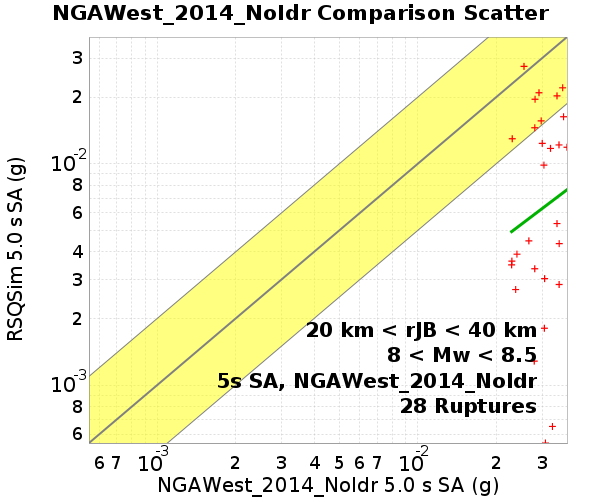 NGAWest_2014_NoIdr Comparison Scatter
RSQSim 5.0 s SA (g)
3
2
10^-2
8
6
4
3
2
10^-3
8
6
20 km < rJB < 40 km
8 < Mw < 8.5
5s SA, NGAWest_2014_NoIdr
28 Ruptures
6 7 10^-3 2 3 4 5 6 7 10^-2 2 3
NGAWest_2014_NoIdr 5.0 s SA (g)